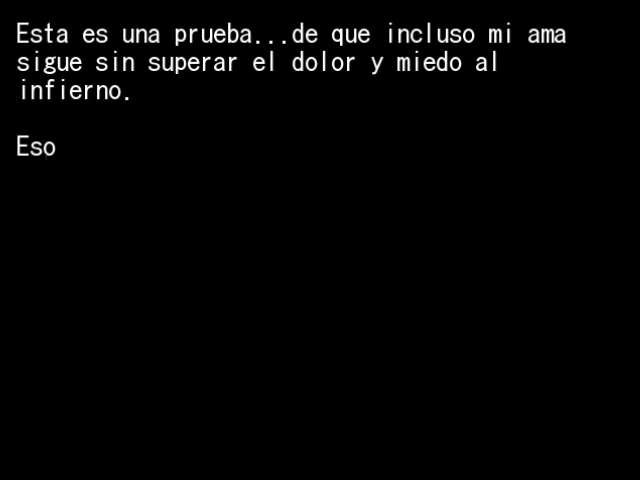 Esta es una prueba...de que incluso mi ama
sigue sin superar el dolor y miedo al
infierno.
Eso